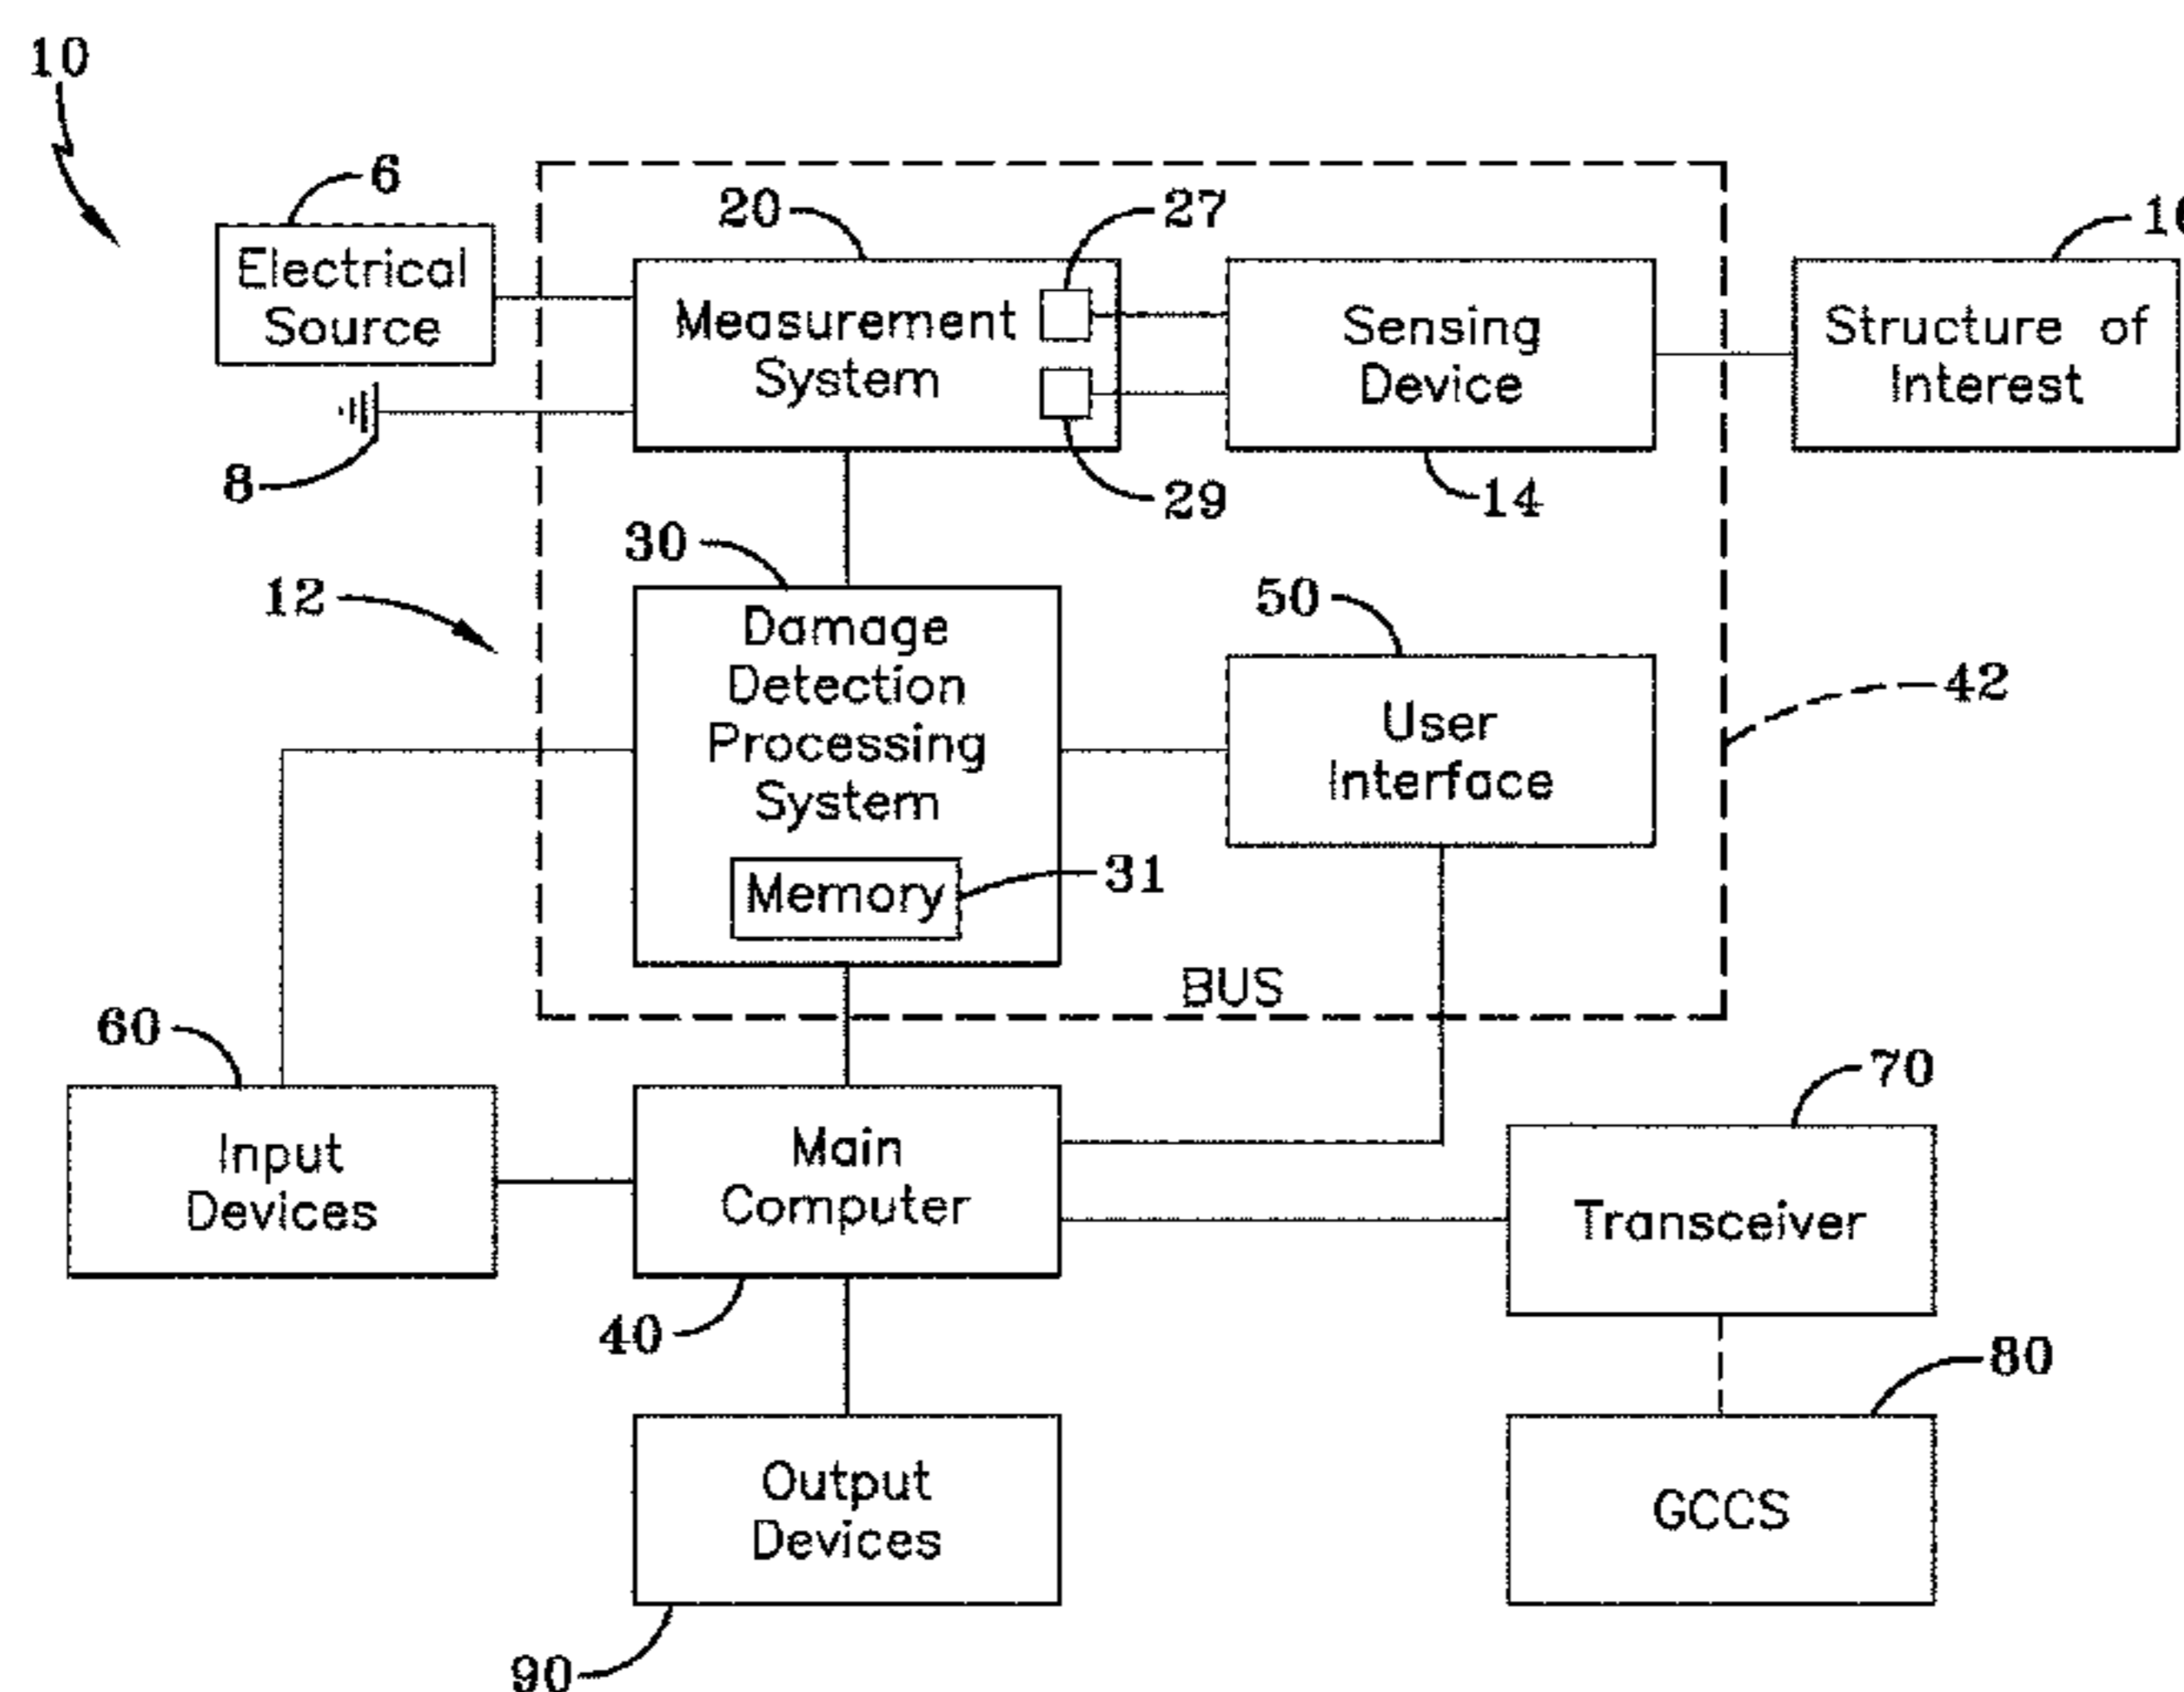 10
6
20
27
Electrical
Source
Measurement
System
Sensing
Device
Structure of
Interest
8
29
14
30
12
50
Damage
Detection
Processing
System
42
User
Interface
31
Memory
BUS
60
70
Input
Devices
Main
Computer
Transceiver
40
80
Output
Devices
GCCS
90